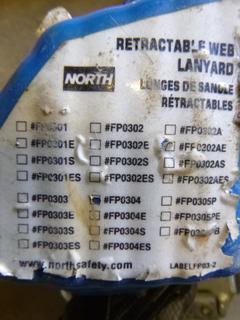 RETRACTABLE WEB
LANYARD
NORTH
LONGES DE SANGLE
RÉTRACTABLES
#FP0301 #FP0302 #FP0302A
#FP0301E #FP0302E #FP0302AE
#FP0301S #FP0302S #FP0302AS
#FP0301ES #FP0302ES #FP0302AES
#FP0303 #FP0304 #FP0305P
#FP0303E #FP0304E #FP0305PE
#FP0303S #FP0304S
#FP0303ES #FP0304ES
www.northsafety.com LABELFP03-2